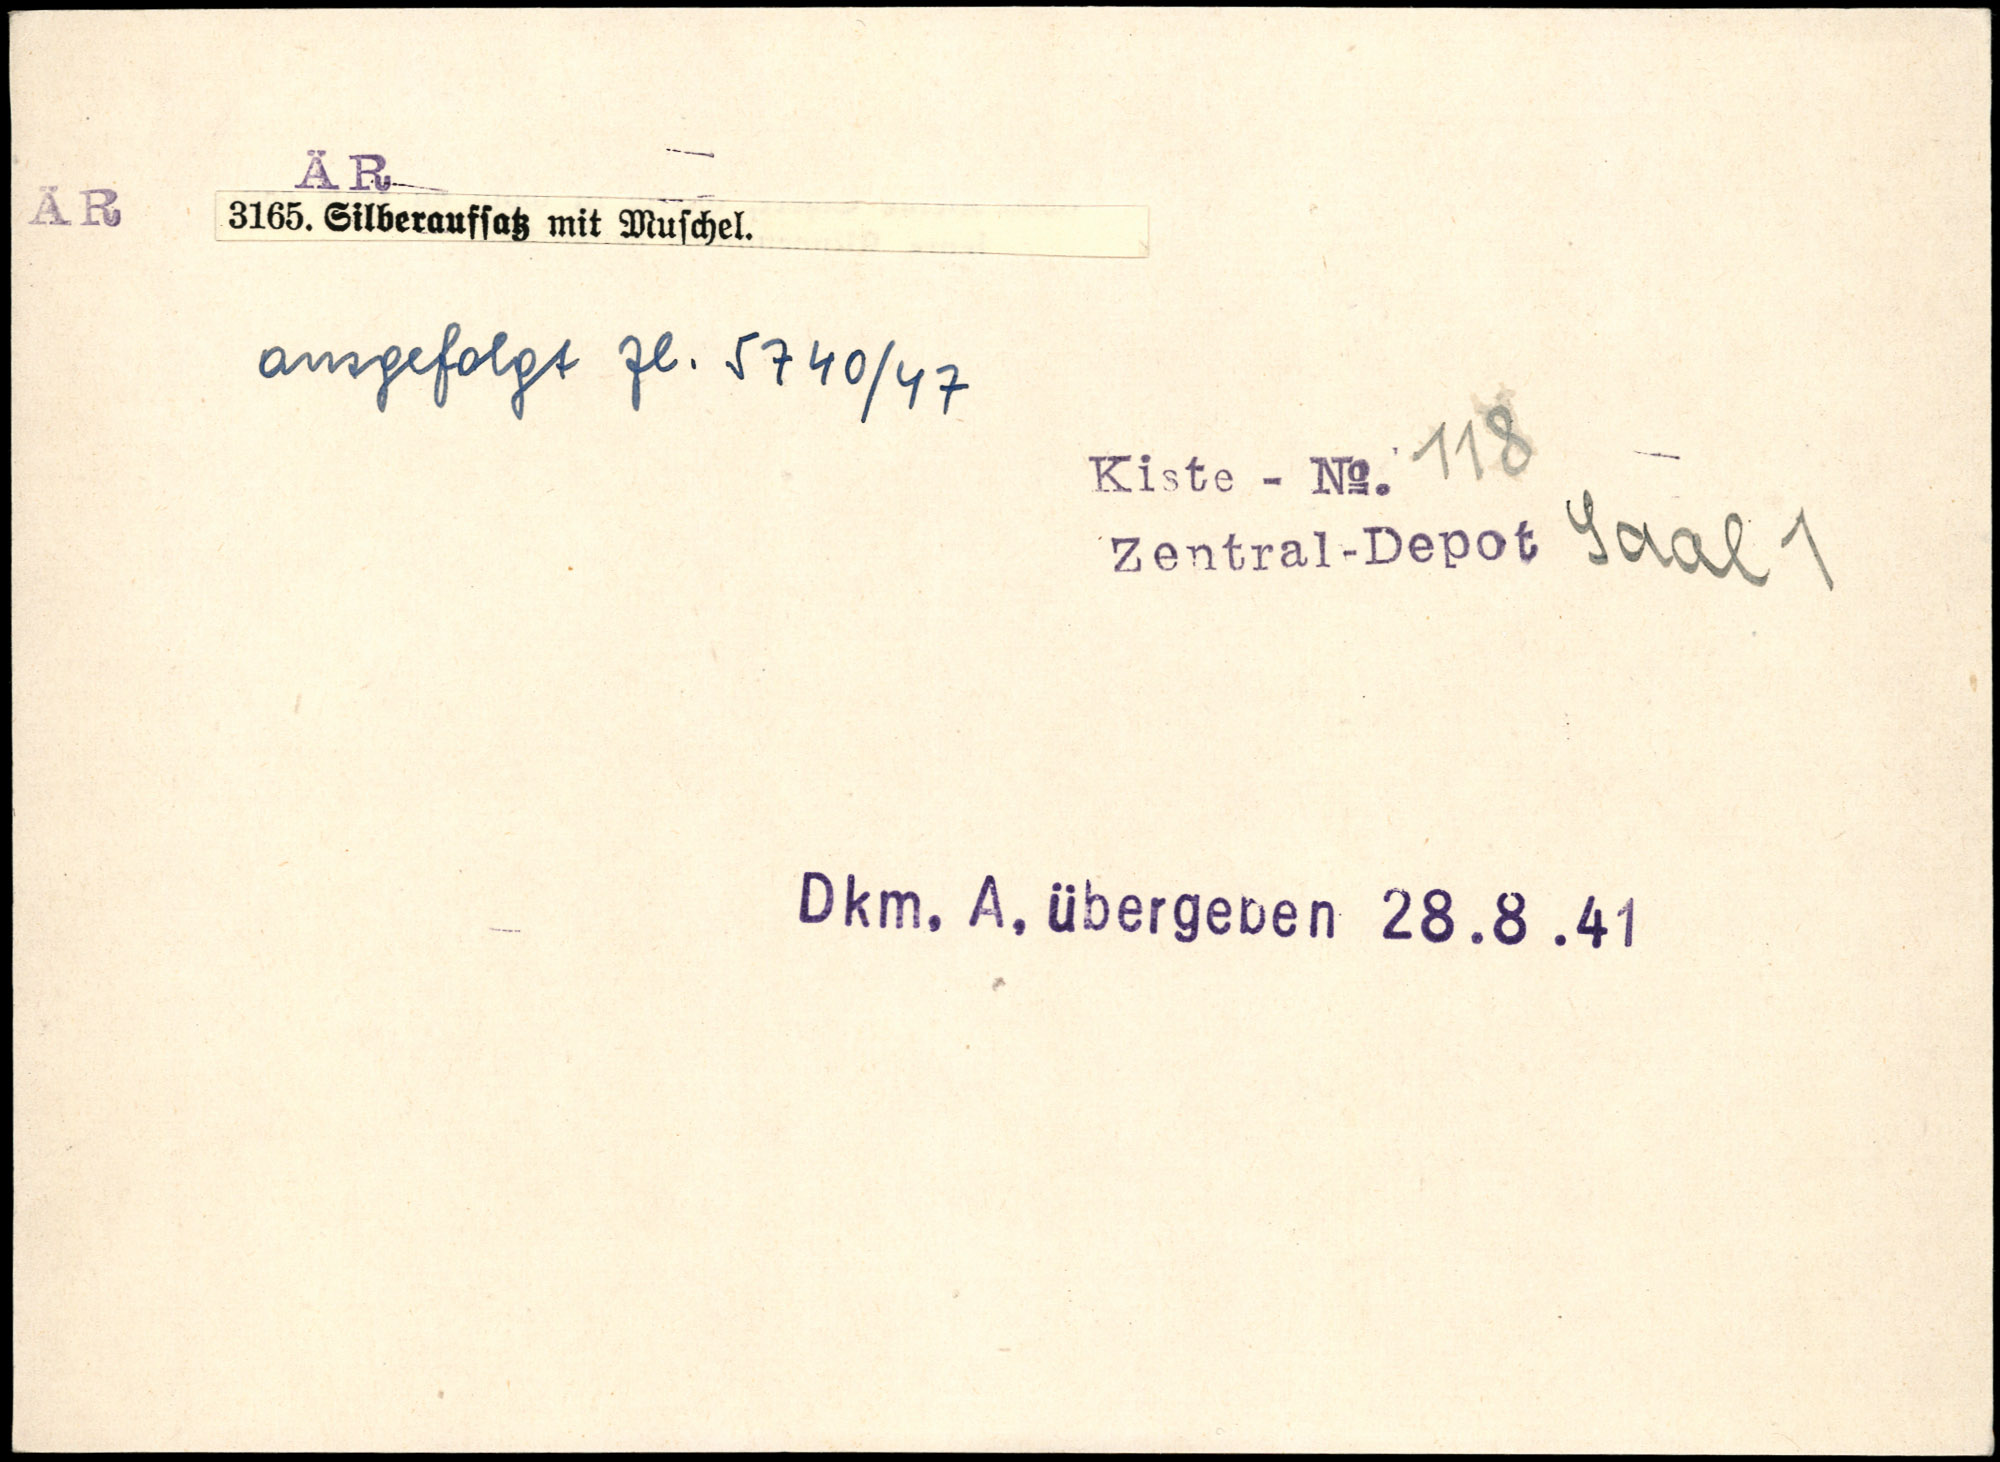 ÄR
ÄR
3165. Silberaufsatz mit Muschel.
ausgefolgt Zl. 5740/47
Kiste - No. 118
Zentral-Depot Saal 1
Dkm. A. übergeben 28.8.41